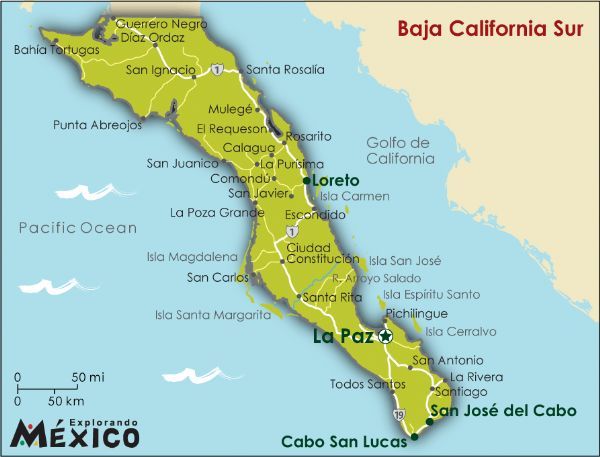 Baja California Sur
Guerrero Negro
Díaz Ordaz
Bahía Tortugas
San Ignacio
1
Santa Rosalía
Mulegé
Punta Abreojos
El Requeson
Rosarito
Golfo de
California
Calagua
San Juanico
La Purísima
Comondú
Loreto
San Javier
Isla Carmen
La Poza Grande
Escondido
Pacific Ocean
1
Ciudad
Constitución
Isla Magdalena
Isla San José
San Carlos
R. Arroyo Salado
Santa Rita
Isla Espíritu Santo
Isla Santa Margarita
Pichilingue
Isla Cerralvo
La Paz
San Antonio
0 50 mi
La Rivera
Todos Santos
Santiago
0 50 km
19
San José del Cabo
Explorando
MÉXICO
Cabo San Lucas